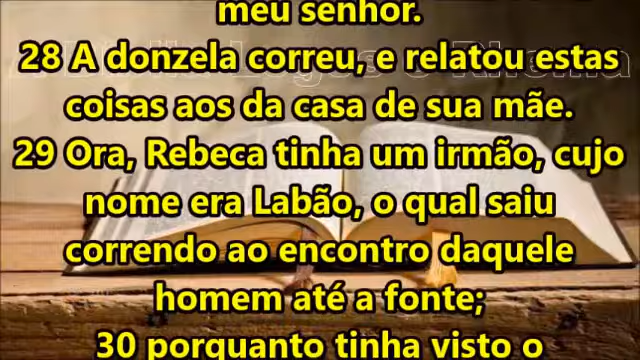 meu senhor.
28 A donzela correu, e relatou estas
coisas aos da casa de sua mãe.
29 Ora, Rebeca tinha um irmão, cujo
nome era Labão, o qual saiu
correndo ao encontro daquele
homem até a fonte;
30 porquanto tinha visto o